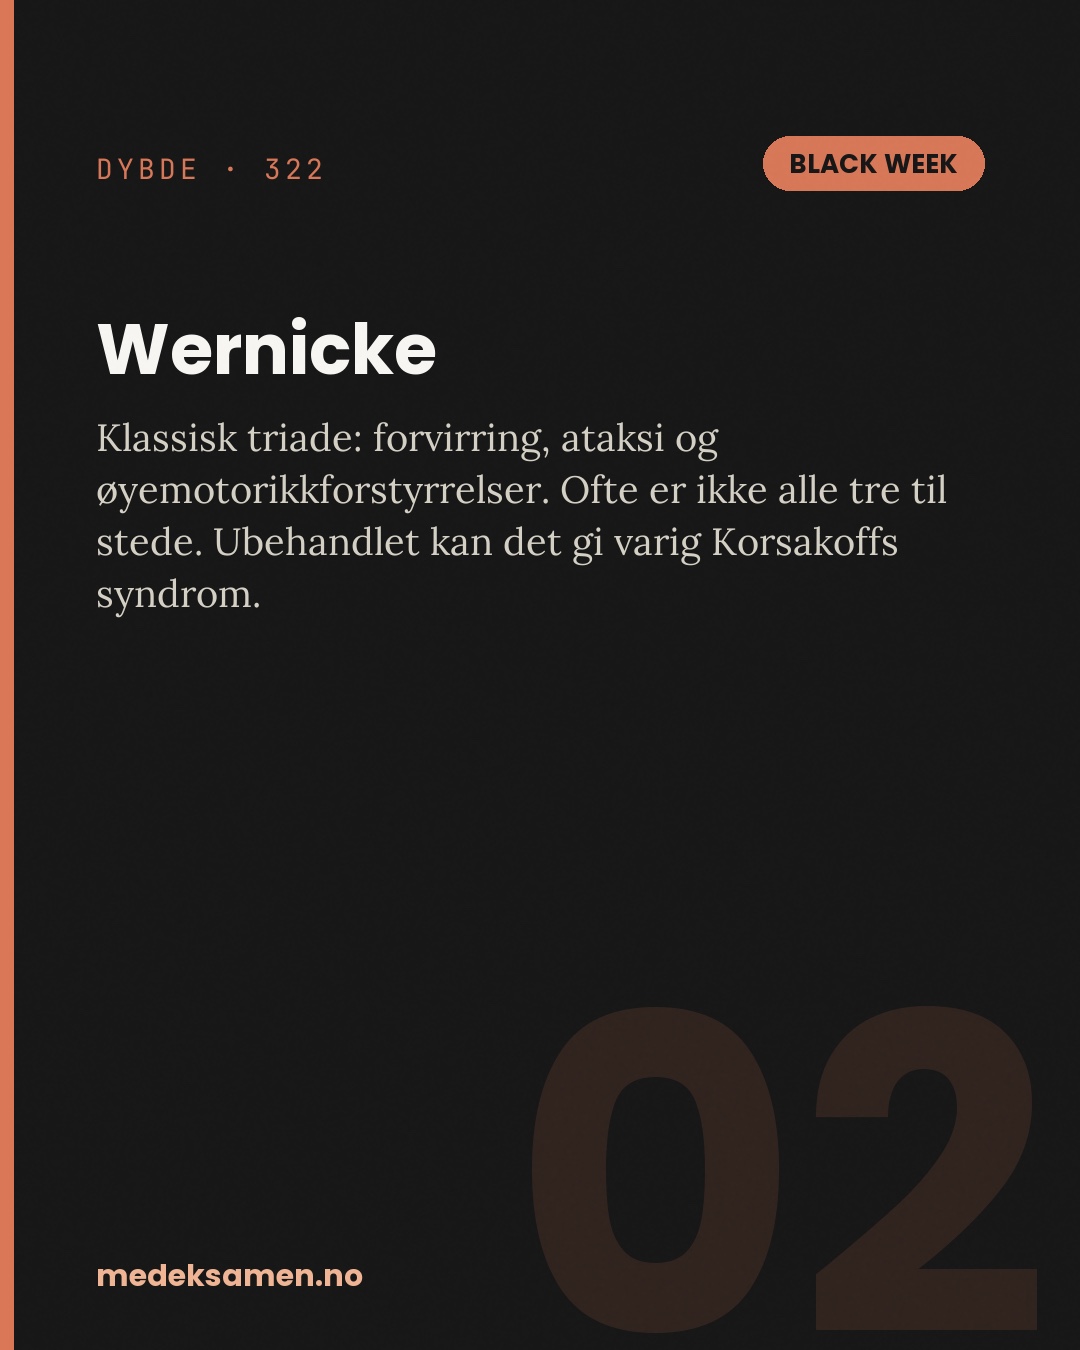 DYBDE · 322
BLACK WEEK
Wernicke
Klassisk triade: forvirring, ataksi og
øyemotorikkforstyrrelser. Ofte er ikke alle tre til
stede. Ubehandlet kan det gi varig Korsakoffs
syndrom.
02
medeksamen.no